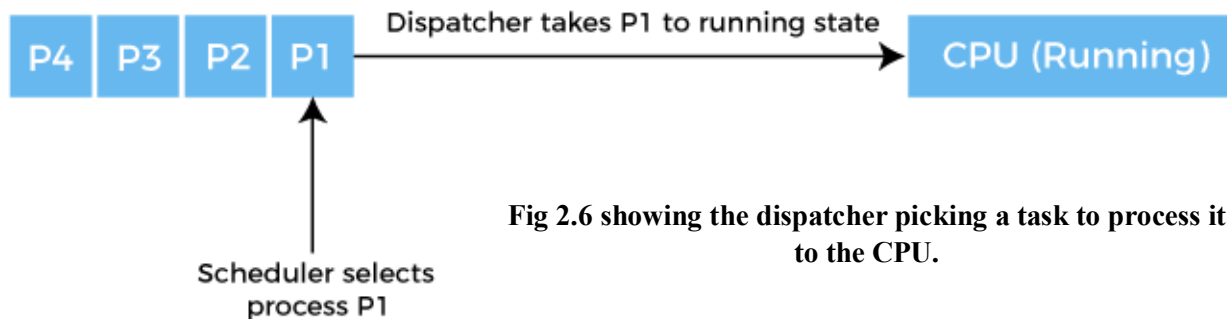 Dispatcher takes P1 to running state
P4 P3 P2 P1 CPU (Running)
Fig 2.6 showing the dispatcher picking a task to process it
to the CPU.
Scheduler selects
process P1